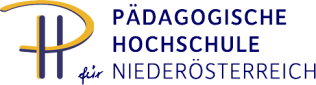 PÄDAGOGISCHE
HOCHSCHULE
für NIEDERÖSTERREICH